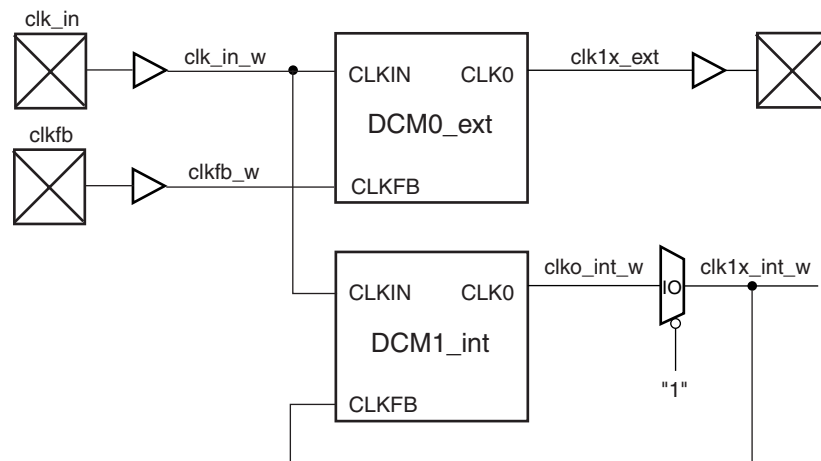 clk_in
clk_in_w
CLKIN
CLK0
clk1x_ext
DCM0_ext
clkfb
clkfb_w
CLKFB
clko_int_w
clk1x_int_w
CLKIN
CLK0
IO
DCM1_int
"1"
CLKFB